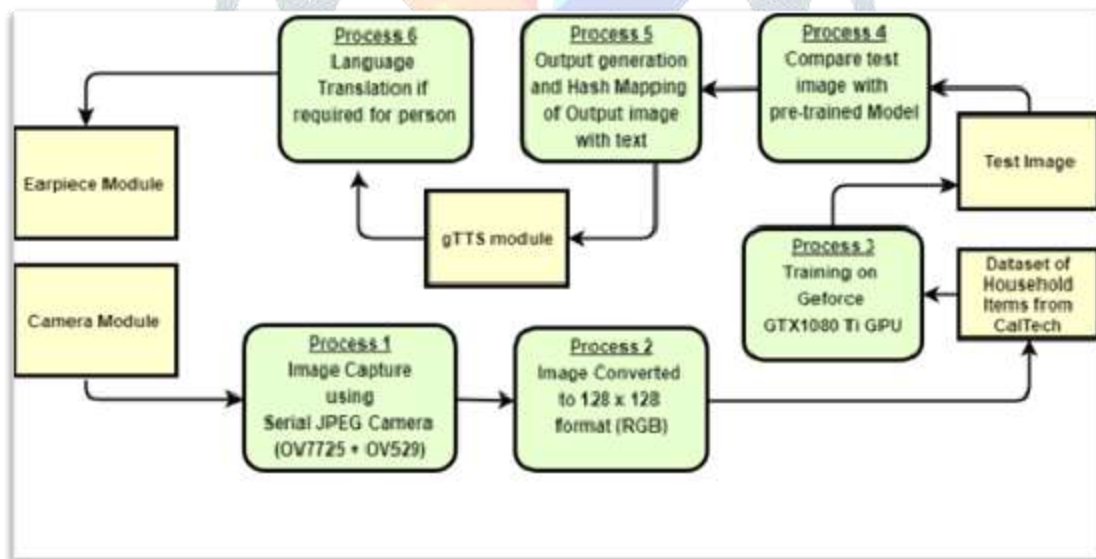 Process 6
Language
Translation if
required for person
Process 5
Output generation
and Hash Mapping
of Output image
with text
Process 4
Compare test
image with
pre-trained Model
Earpiece Module
gTTS module
Test Image
Camera Module
Process 3
Training on
Geforce
GTX1080 Ti GPU
Dataset of
Household
Items from
CalTech
Process 1
Image Capture
using
Serial JPEG Camera
(OV7725 + OV529)
Process 2
Image Converted
to 128 x 128
format (RGB)